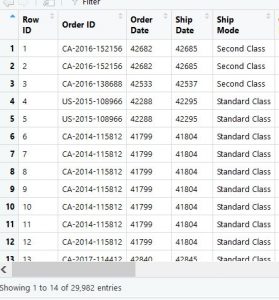 Filter
Row ID Order ID Order Date Ship Date Ship Mode
1 1 CA-2016-152156 42682 42685 Second Class
2 2 CA-2016-152156 42682 42685 Second Class
3 3 CA-2016-138688 42533 42537 Second Class
4 4 US-2015-108966 42288 42295 Standard Class
5 5 US-2015-108966 42288 42295 Standard Class
6 6 CA-2014-115812 41799 41804 Standard Class
7 7 CA-2014-115812 41799 41804 Standard Class
8 8 CA-2014-115812 41799 41804 Standard Class
9 9 CA-2014-115812 41799 41804 Standard Class
10 10 CA-2014-115812 41799 41804 Standard Class
11 11 CA-2014-115812 41799 41804 Standard Class
12 12 CA-2014-115812 41799 41804 Standard Class
13 13 CA-2017-114412 42840 42845 Standard Class
Showing 1 to 14 of 29,982 entries